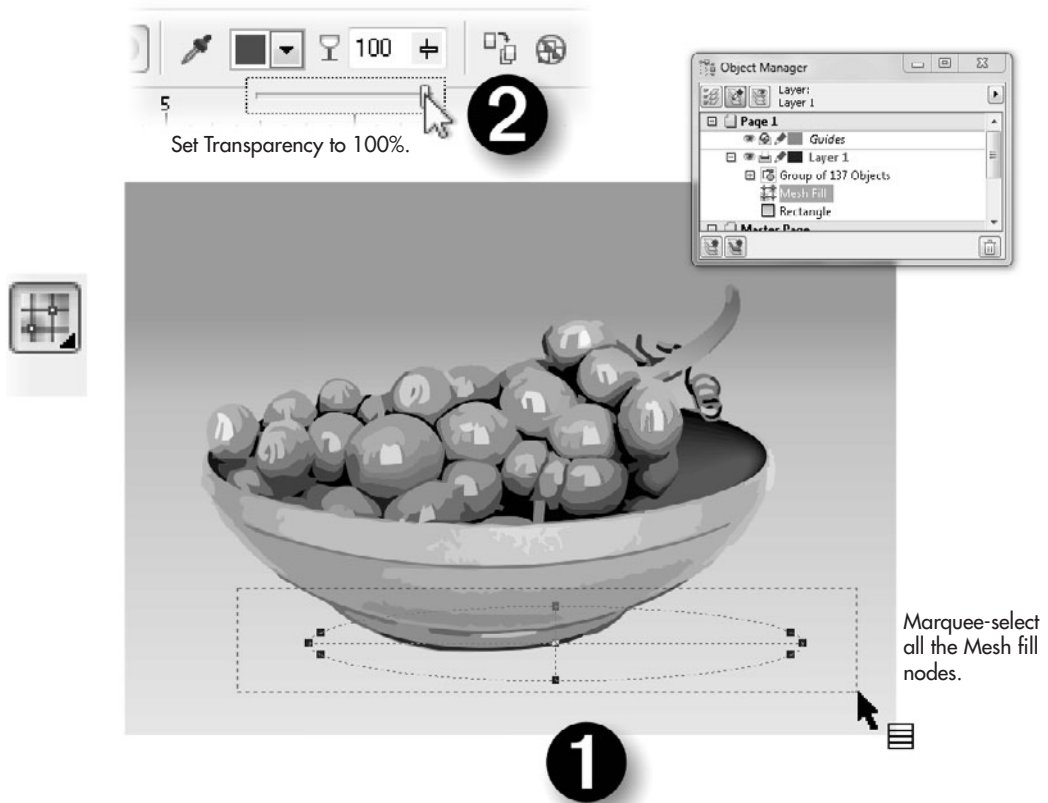 100
5
2
Set Transparency to 100%.
Object Manager
Layer:
Layer 1
Page 1
Guides
Layer 1
Group of 137 Objects
Mesh Fill
Rectangle
Master Page
Marquee-select
all the Mesh fill
nodes.
1